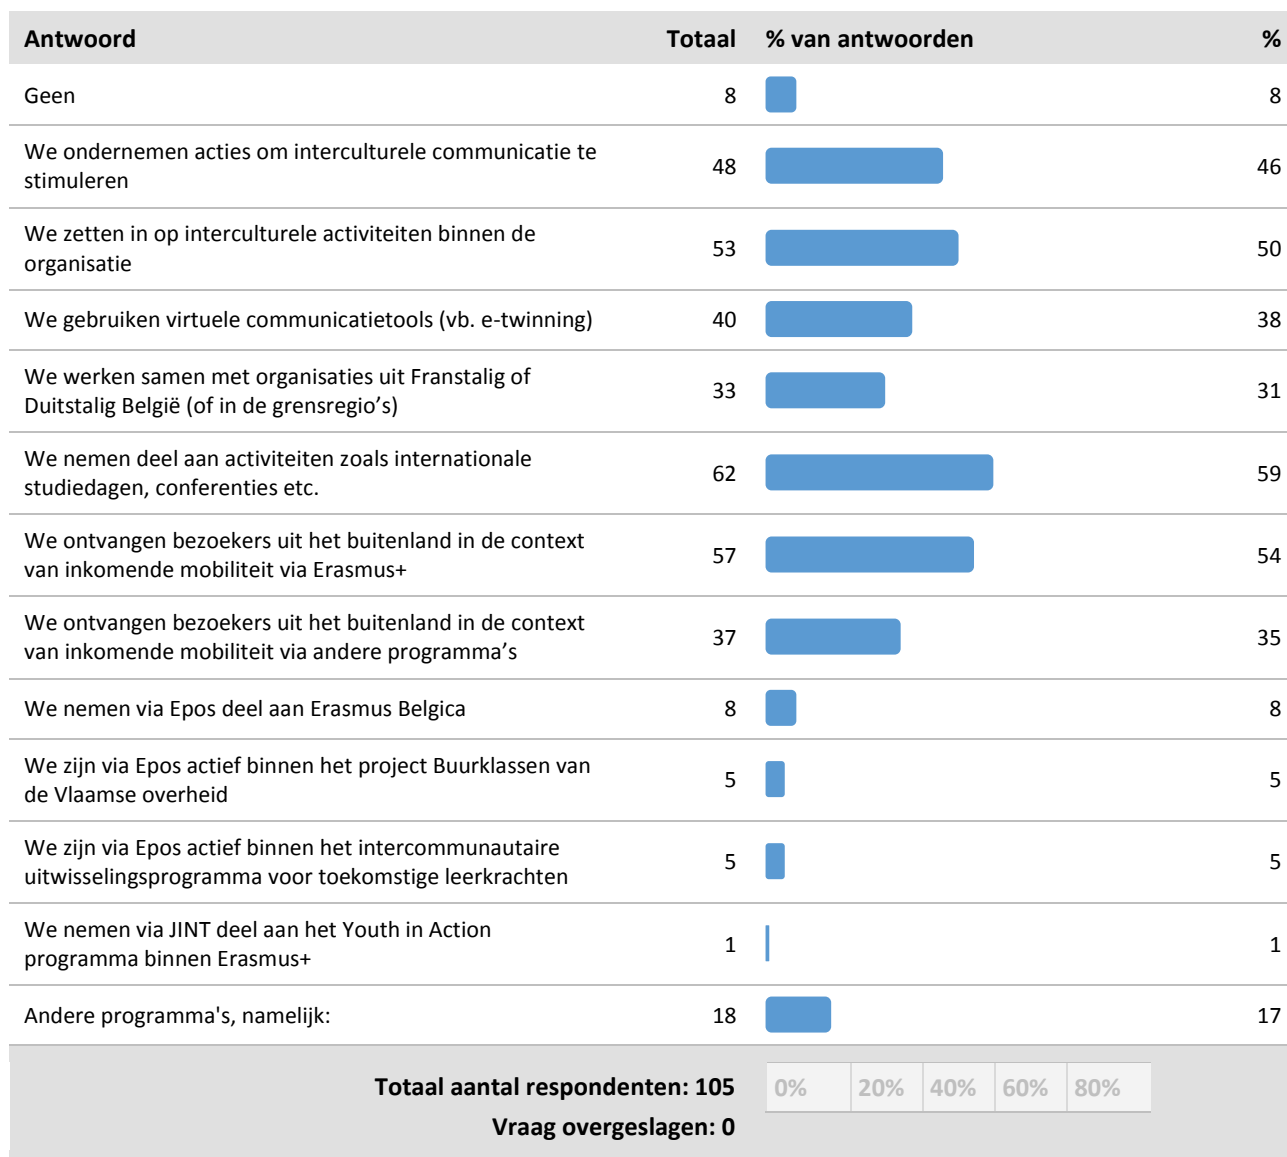 Antwoord Totaal % van antwoorden %
Geen 8 8
We ondernemen acties om interculturele communicatie te
stimuleren 48 46
We zetten in op interculturele activiteiten binnen de
organisatie 53 50
We gebruiken virtuele communicatietools (vb. e-twinning) 40 38
We werken samen met organisaties uit Franstalig of
Duitstalig België (of in de grensregio’s) 33 31
We nemen deel aan activiteiten zoals internationale
studiedagen, conferenties etc. 62 59
We ontvangen bezoekers uit het buitenland in de context
van inkomende mobiliteit via Erasmus+ 57 54
We ontvangen bezoekers uit het buitenland in de context
van inkomende mobiliteit via andere programma’s 37 35
We nemen via Epos deel aan Erasmus Belgica 8 8
We zijn via Epos actief binnen het project Buurklassen van
de Vlaamse overheid 5 5
We zijn via Epos actief binnen het intercommunautaire
uitwisselingsprogramma voor toekomstige leerkrachten 5 5
We nemen via JINT deel aan het Youth in Action
programma binnen Erasmus+ 1 1
Andere programma's, namelijk: 18 17
Totaal aantal respondenten: 105 0% 20% 40% 60% 80%
Vraag overgeslagen: 0